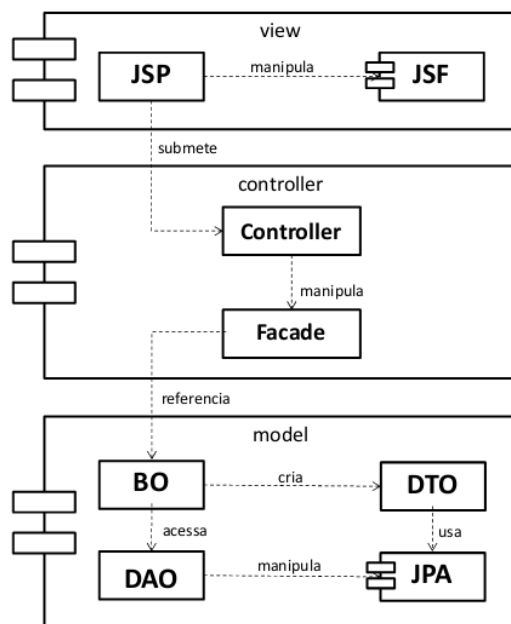 view
JSP
manipula
JSF
submete
controller
Controller
manipula
Facade
referencia
model
BO
cria
DTO
acessa
usa
DAO
manipula
JPA